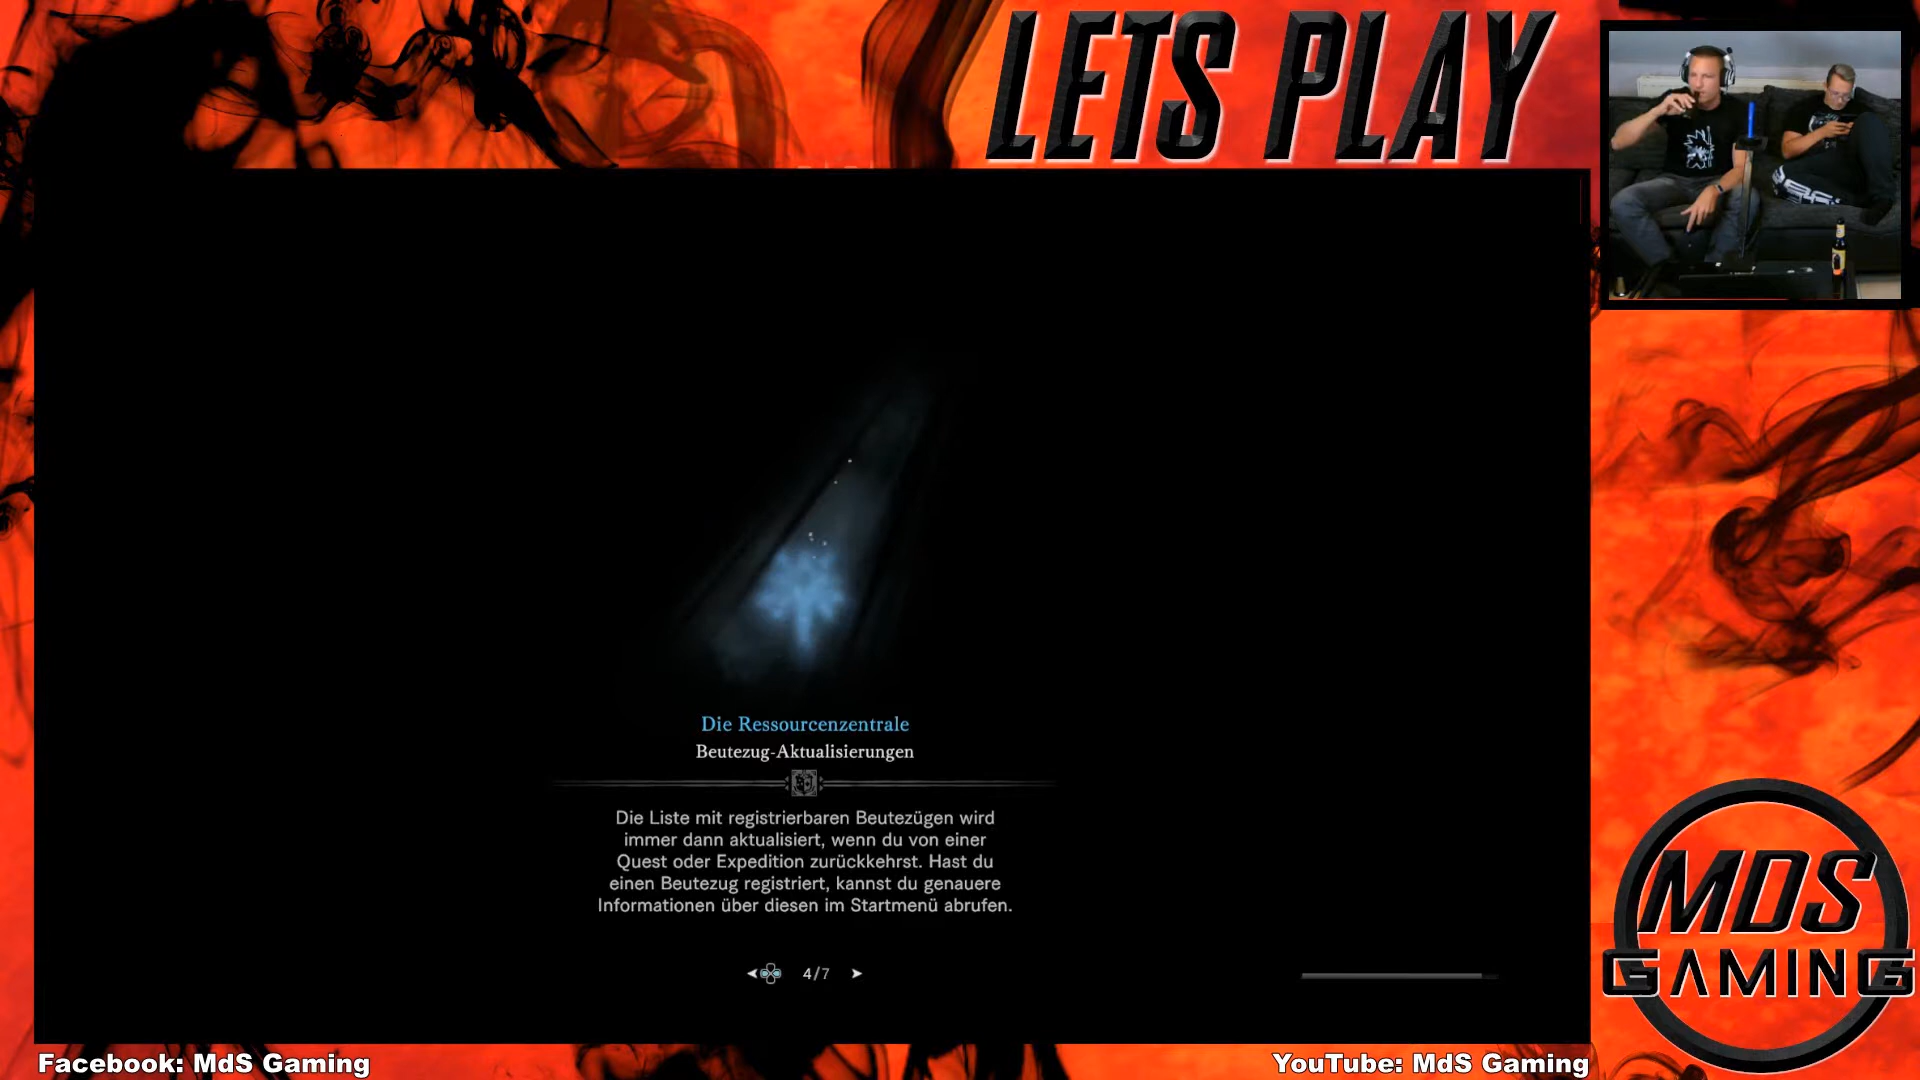 LETS PLAY
Die Ressourcenzentrale
Beutezug-Aktualisierungen
Die Liste mit registrierbaren Beutezügen wird
immer dann aktualisiert, wenn du von einer
Quest oder Expedition zurückkehrst. Hast du
einen Beutezug registriert, kannst du genauere
Informationen über diesen im Startmenü abrufen.
4/7
MDS
GAMING
Facebook: MdS Gaming
YouTube: MdS Gaming